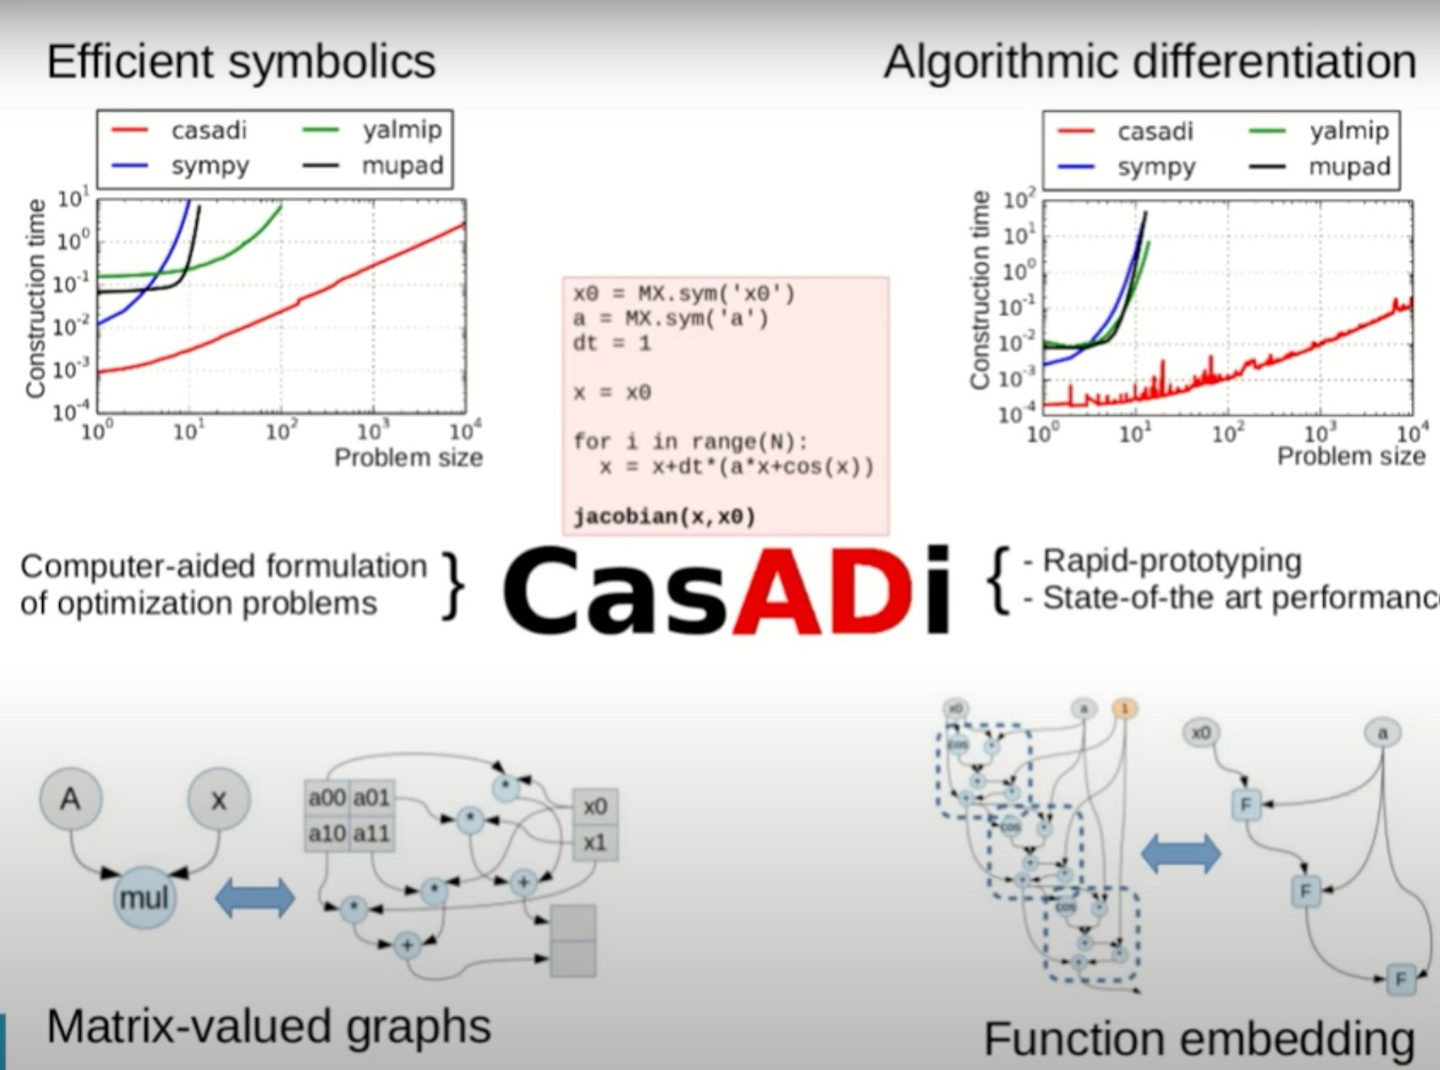 Efficient symbolics
casadi
yalmip
sympy
mupad
Construction time
10^1
10^0
10^-1
10^-2
10^-3
10^-4
10^0
10^1
10^2
10^3
10^4
Problem size
Algorithmic differentiation
casadi
yalmip
sympy
mupad
Construction time
10^2
10^1
10^0
10^-1
10^-2
10^-3
10^-4
10^0
10^1
10^2
10^3
10^4
Problem size
x0 = MX.sym('x0')
a = MX.sym('a')
dt = 1
x = x0
for i in range(N):
x = x+dt*(a*x+cos(x))
jacobian(x,x0)
Computer-aided formulation
of optimization problems
}
CasADi
{
- Rapid-prototyping
- State-of-the art performanc
A
x
mul
a00 a01
a10 a11
*
*
*
*
+
+
x0
x1
Matrix-valued graphs
x0
a
1
cos
cos
cos
x0
a
F
F
F
Function embedding